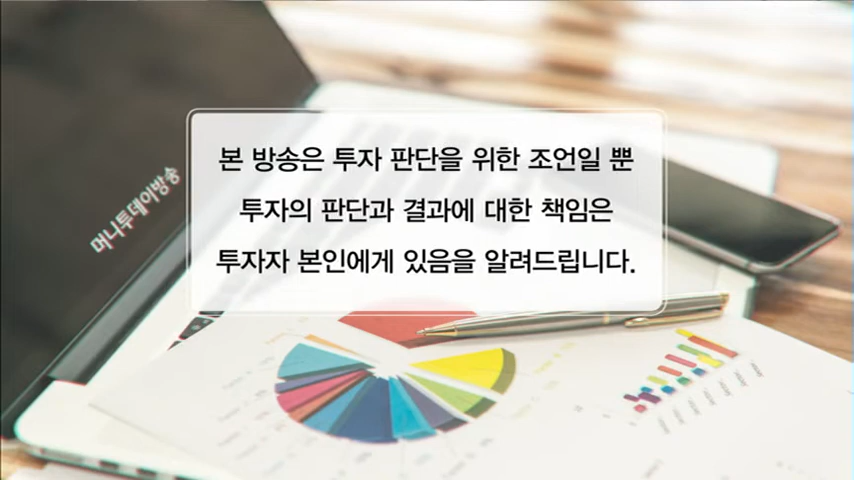 본 방송은 투자 판단을 위한 조언일 뿐
투자의 판단과 결과에 대한 책임은
투자자 본인에게 있음을 알려드립니다.
머니투데이방송